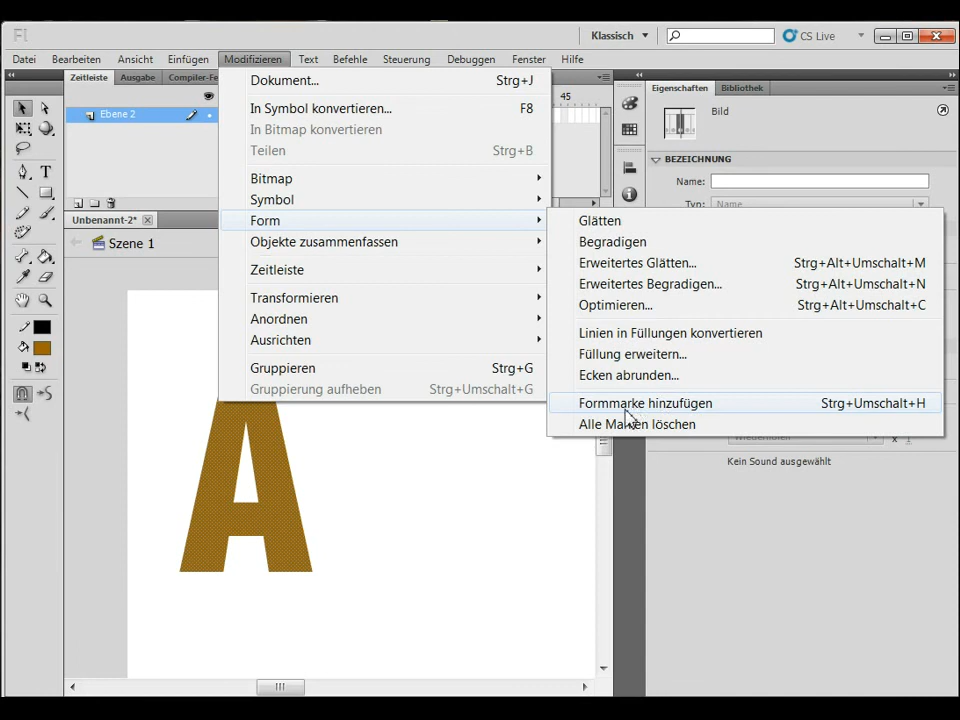 Fl
Klassisch
CS Live
Datei Bearbeiten Ansicht Einfügen Modifizieren Text Befehle Steuerung Debuggen Fenster Hilfe
Zeitleiste Ausgabe Compiler-Fe
Ebene 2
45
Unbenannt-2*
Szene 1
Dokument... Strg+J
In Symbol konvertieren... F8
In Bitmap konvertieren
Teilen Strg+B
Bitmap
Symbol
Form
Objekte zusammenfassen
Zeitleiste
Transformieren
Anordnen
Ausrichten
Gruppieren Strg+G
Gruppierung aufheben Strg+Umschalt+G
Glätten
Begradigen
Erweitertes Glätten... Strg+Alt+Umschalt+M
Erweitertes Begradigen... Strg+Alt+Umschalt+N
Optimieren... Strg+Alt+Umschalt+C
Linien in Füllungen konvertieren
Füllung erweitern...
Ecken abrunden...
Formmarke hinzufügen Strg+Umschalt+H
Alle Marken löschen
Eigenschaften Bibliothek
Bild
BEZEICHNUNG
Name:
Typ: Name
Wiederholen x 1
Kein Sound ausgewählt
A